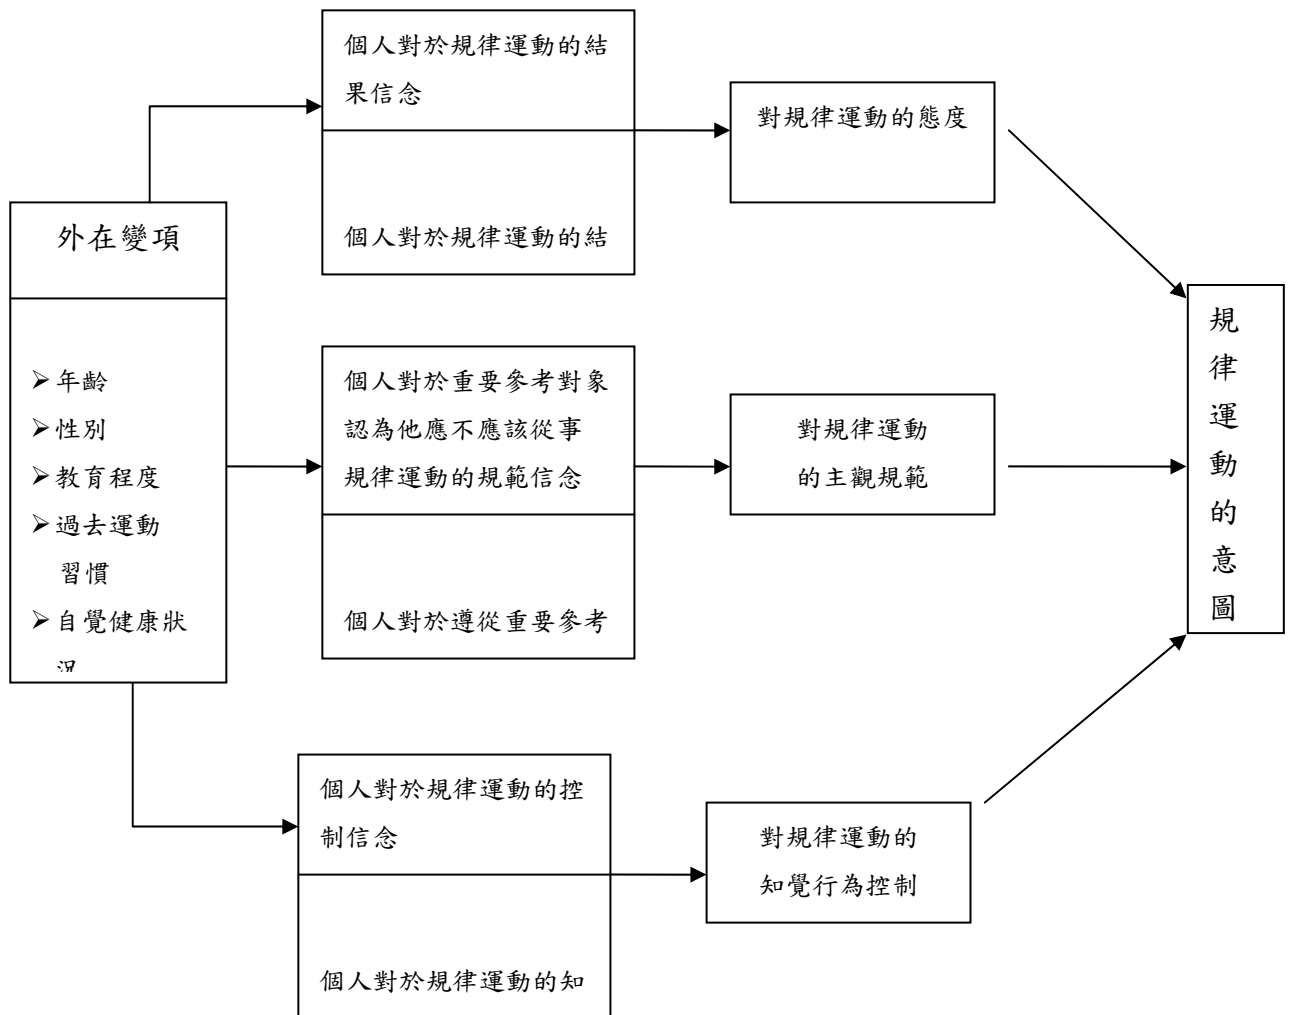 個人對於規律運動的結
果信念
個人對於規律運動的結
對規律運動的態度
外在變項
➢年齡
➢性別
➢教育程度
➢過去運動
習慣
➢自覺健康狀
個人對於重要參考對象
認為他應不應該從事
規律運動的規範信念
個人對於遵從重要參考
對規律運動
的主觀規範
個人對於規律運動的控
制信念
個人對於規律運動的知
對規律運動的
知覺行為控制
規
律
運
動
的
意
圖